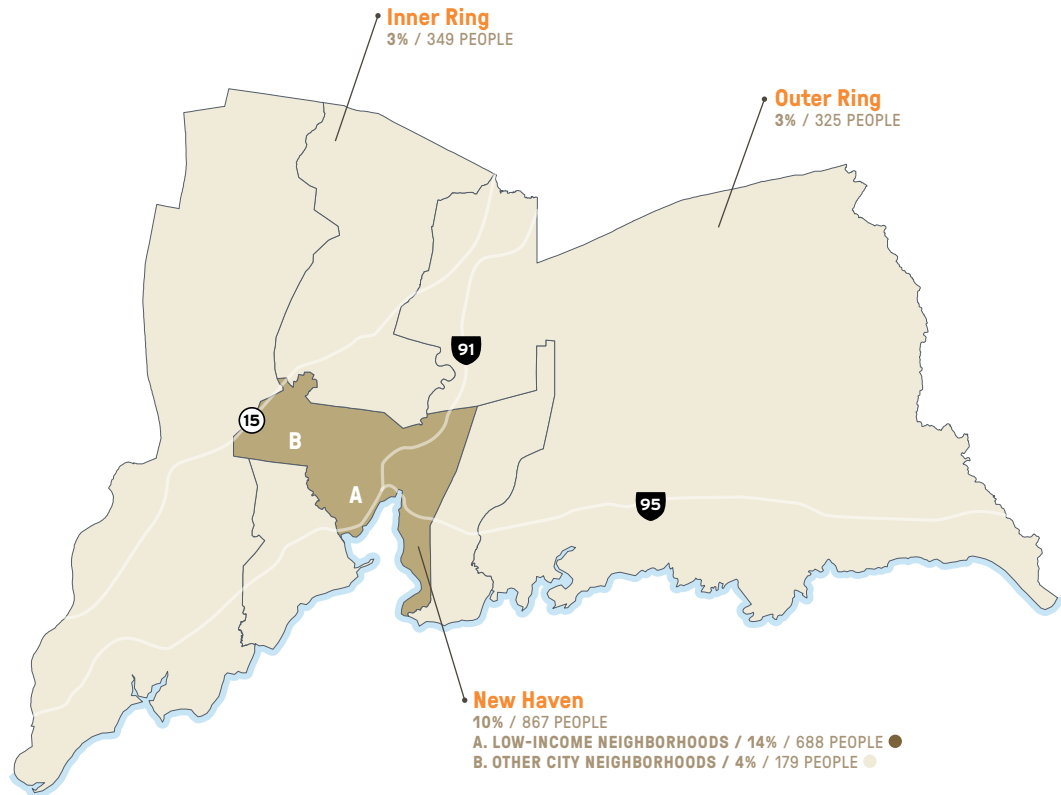 Inner Ring
3% / 349 PEOPLE
Outer Ring
3% / 325 PEOPLE
91
15
B
A
95
New Haven
10% / 867 PEOPLE
A. LOW-INCOME NEIGHBORHOODS / 14% / 688 PEOPLE
B. OTHER CITY NEIGHBORHOODS / 4% / 179 PEOPLE